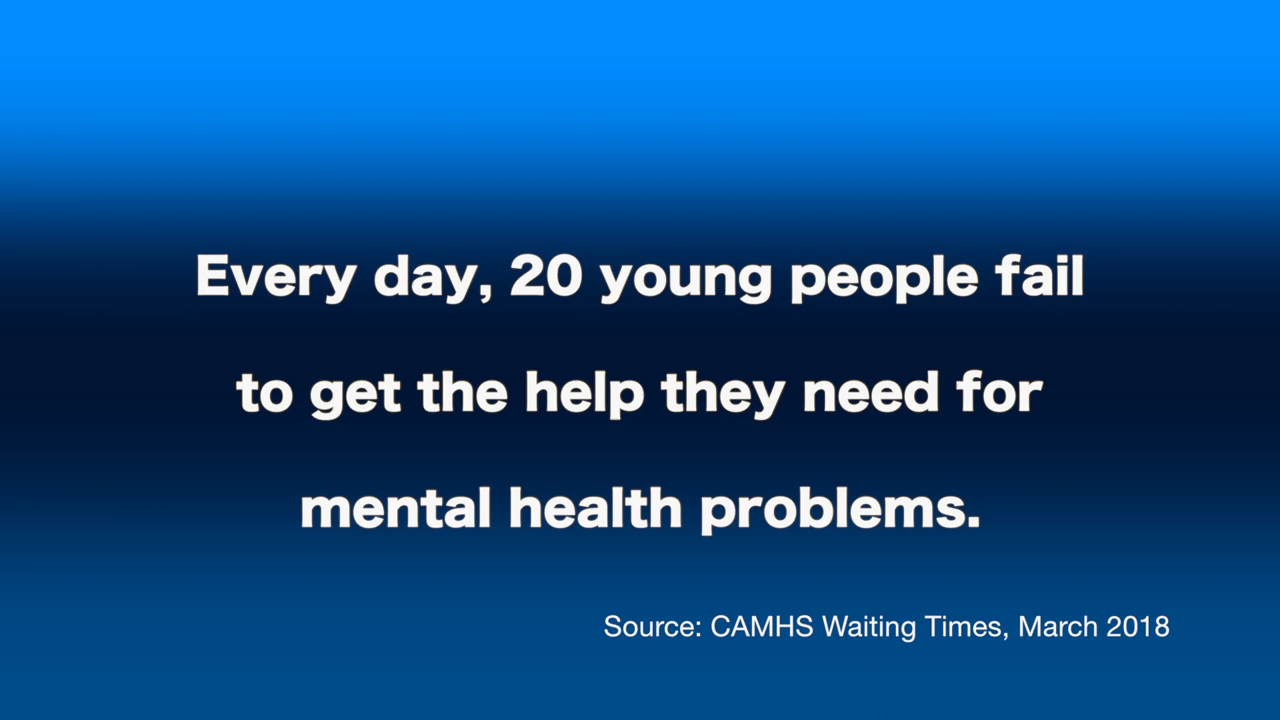 Every day, 20 young people fail
to get the help they need for
mental health problems.
Source: CAMHS Waiting Times, March 2018